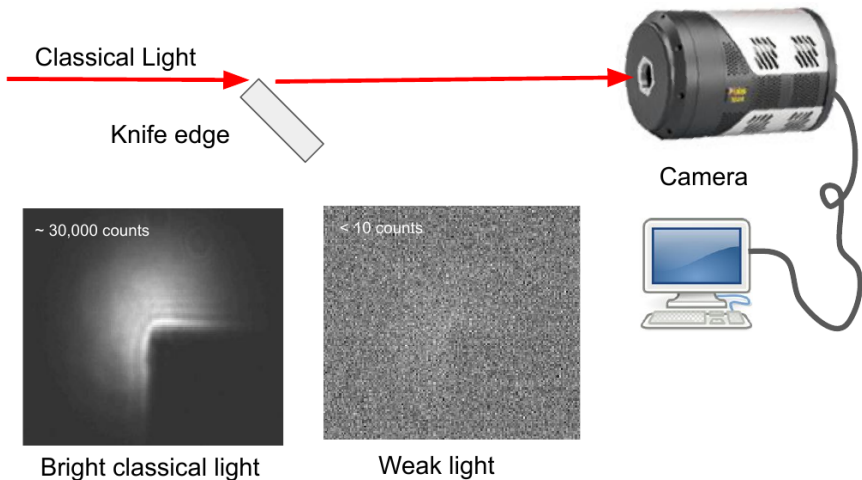 Classical Light
Knife edge
Camera
~ 30,000 counts
< 10 counts
Bright classical light
Weak light